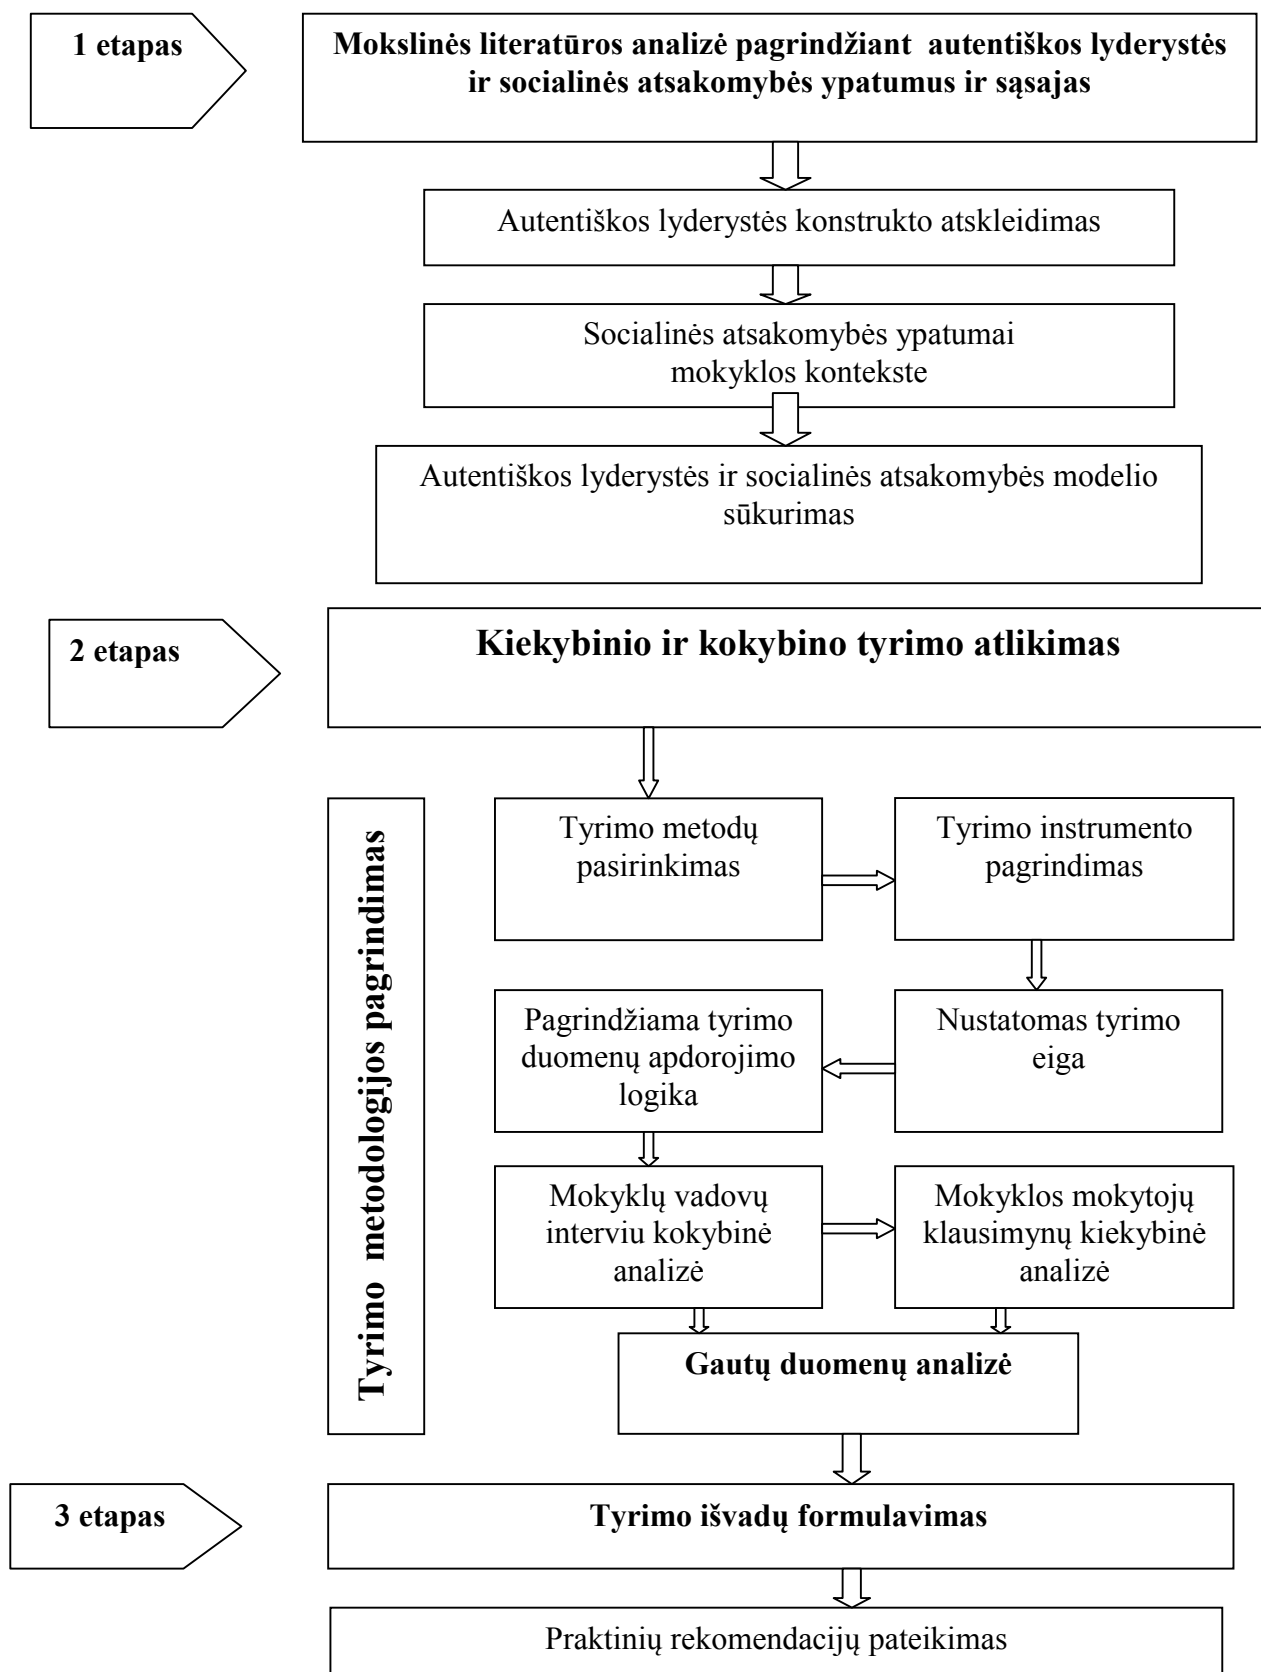 1 etapas
Mokslinės literatūros analizė pagrindžiant autentiškos lyderystės
ir socialinės atsakomybės ypatumus ir sąsajas
Autentiškos lyderystės konstrukto atskleidimas
Socialinės atsakomybės ypatumai
mokyklos kontekste
Autentiškos lyderystės ir socialinės atsakomybės modelio
sūkurimas
2 etapas
Kiekybinio ir kokybino tyrimo atlikimas
Tyrimo metodologijos pagrindimas
Tyrimo metodų
pasirinkimas
Tyrimo instrumento
pagrindimas
Pagrindžiama tyrimo
duomenų apdorojimo
logika
Nustatomas tyrimo
eiga
Mokyklų vadovų
interviu kokybinė
analizė
Mokyklos mokytojų
klausimynų kiekybinė
analizė
Gautų duomenų analizė
3 etapas
Tyrimo išvadų formulavimas
Praktinių rekomendacijų pateikimas